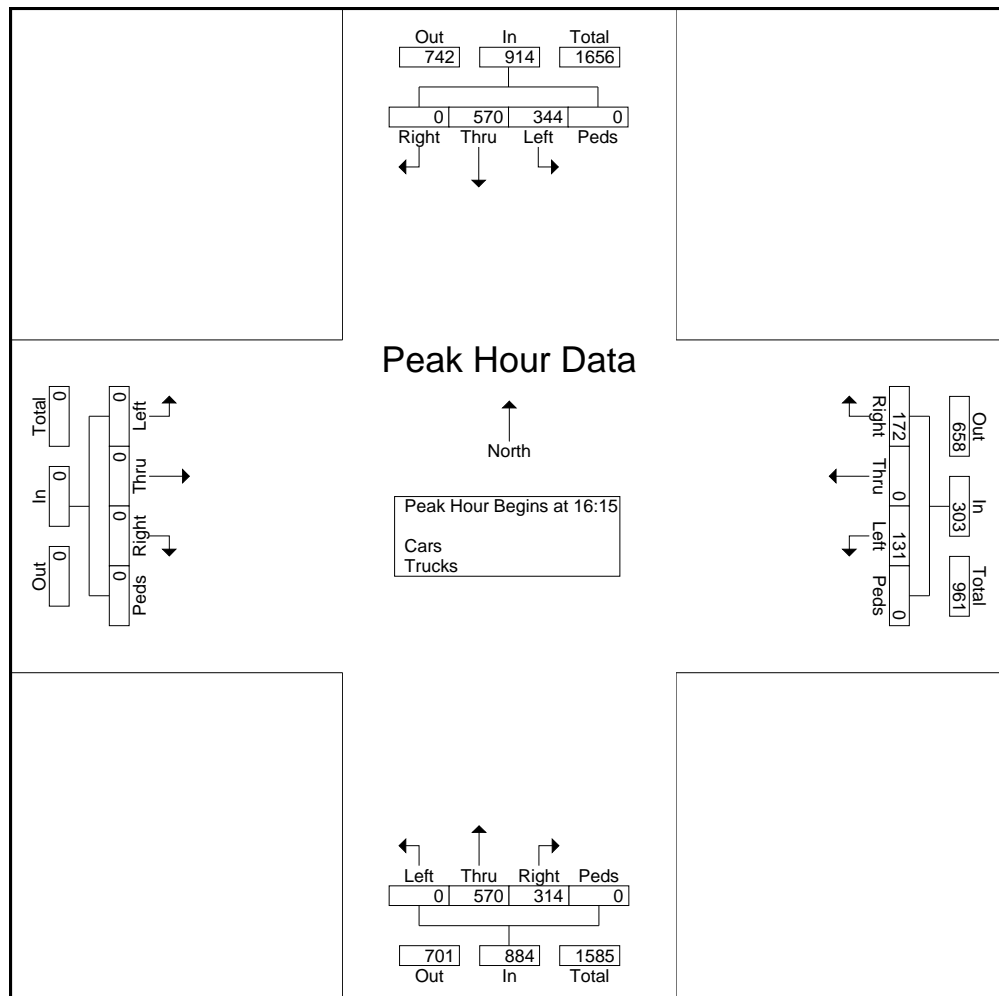 Out In Total
742 914 1656
0 570 344 0
Right Thru Left Peds
Peak Hour Data
North
Peak Hour Begins at 16:15
Cars
Trucks
Left Thru Right Peds
0 0 0 0
Total In Out
0 0 0
Right Thru Left Peds
172 0 131 0
Out In Total
658 303 961
Left Thru Right Peds
0 570 314 0
701 884 1585
Out In Total